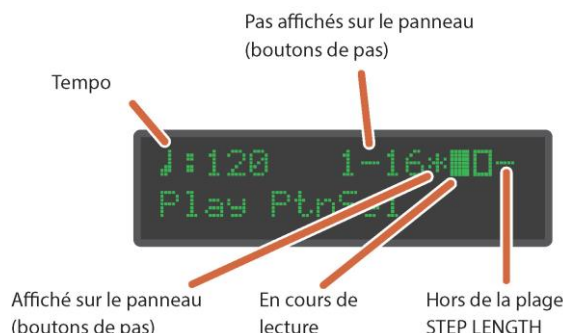 Pas affichés sur le panneau
(boutons de pas)
Tempo
♩:120 1-16*■□-
Play PtnSel
Affiché sur le panneau
(boutons de pas)
En cours de
lecture
Hors de la plage
STEP LENGTH